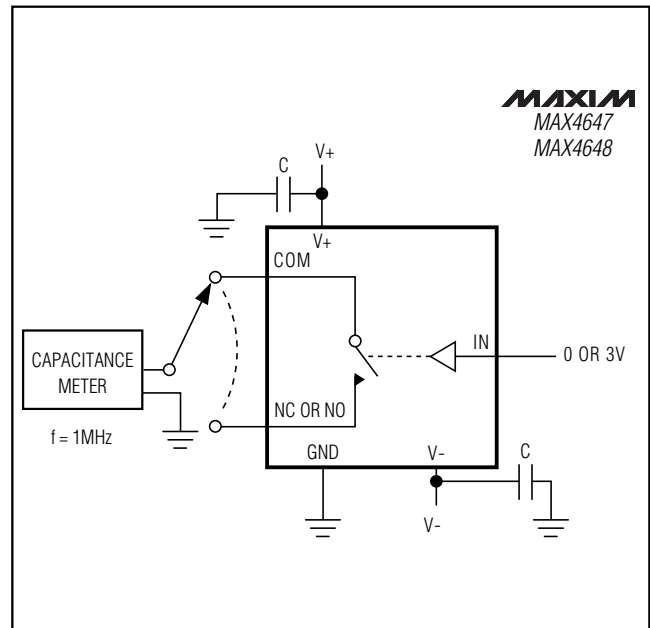 MAXIM
MAX4647
MAX4648
V+
C
V+
COM
IN
0 OR 3V
CAPACITANCE
METER
NC OR NO
f = 1MHz
GND
V-
C
V-